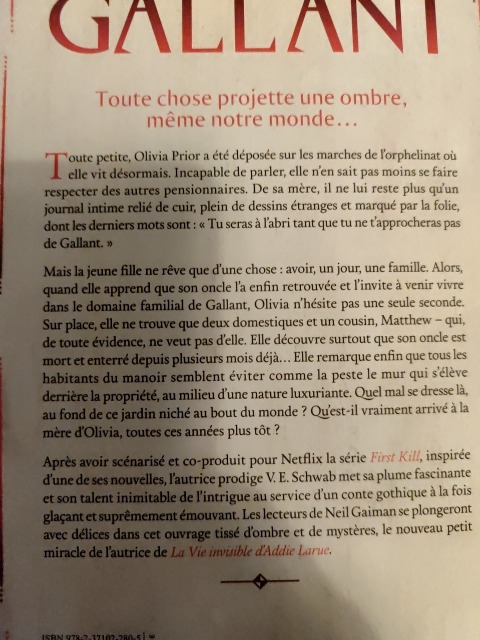 GALLANT
Toute chose projette une ombre,
même notre monde...
Toute petite, Olivia Prior a été déposée sur les marches de l'orphelinat où
elle vit désormais. Incapable de parler, elle n'en sait pas moins se faire
respecter des autres pensionnaires. De sa mère, il ne lui reste plus qu'un
journal intime relié de cuir, plein de dessins étranges et marqué par la folie,
dont les derniers mots sont : « Tu seras à l'abri tant que tu ne t'approcheras pas
de Gallant. »
Mais la jeune fille ne rêve que d'une chose : avoir, un jour, une famille. Alors,
quand elle apprend que son oncle l'a enfin retrouvée et l'invite à venir vivre
dans le domaine familial de Gallant, Olivia n'hésite pas une seule seconde.
Sur place, elle ne trouve que deux domestiques et un cousin, Matthew – qui,
de toute évidence, ne veut pas d'elle. Elle découvre surtout que son oncle est
mort et enterré depuis plusieurs mois déjà... Elle remarque enfin que tous les
habitants du manoir semblent éviter comme la peste le mur qui s'élève
derrière la propriété, au milieu d'une nature luxuriante. Quel mal se dresse là,
au fond de ce jardin niché au bout du monde ? Qu'est-il vraiment arrivé à la
mère d'Olivia, toutes ces années plus tôt ?
Après avoir scénarisé et co-produit pour Netflix la série First Kill, inspirée
d'une de ses nouvelles, l'autrice prodige V. E. Schwab met sa plume fascinante
et son talent inimitable de l'intrigue au service d'un conte gothique à la fois
glaçant et suprêmement émouvant. Les lecteurs de Neil Gaiman se plongeront
avec délices dans cet ouvrage tissé d'ombre et de mystères, le nouveau petit
miracle de l'autrice de La Vie invisible d'Addie Larue.
ISBN 978-2-37102-280-5